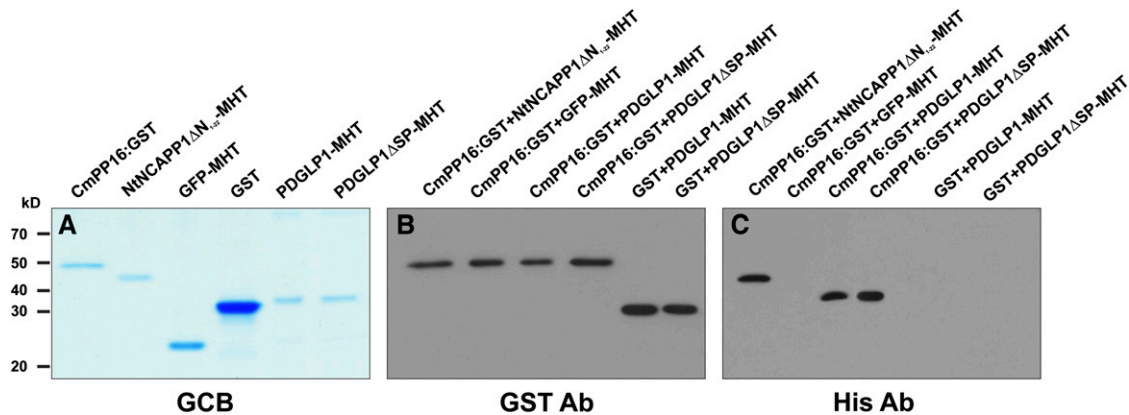 CmPP16:GST
NtNCAPP1ΔN₁₋₂₂-MHT
GFP-MHT
GST
PDGLP1-MHT
PDGLP1ΔSP-MHT
CmPP16:GST+NtNCAPP1ΔN₁₋₂₂-MHT
CmPP16:GST+GFP-MHT
CmPP16:GST+PDGLP1-MHT
CmPP16:GST+PDGLP1ΔSP-MHT
GST+PDGLP1-MHT
GST+PDGLP1ΔSP-MHT
CmPP16:GST+NtNCAPP1ΔN₁₋₂₂-MHT
CmPP16:GST+GFP-MHT
CmPP16:GST+PDGLP1-MHT
CmPP16:GST+PDGLP1ΔSP-MHT
GST+PDGLP1-MHT
GST+PDGLP1ΔSP-MHT
kD
A
B
C
70
50
40
30
20
GCB
GST Ab
His Ab